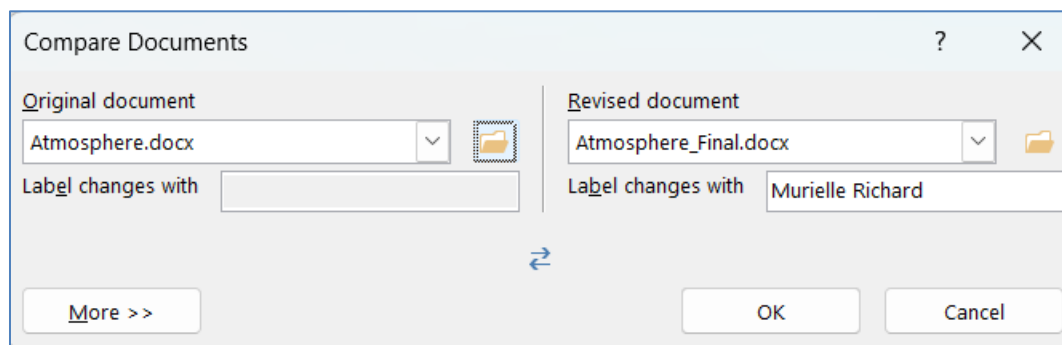 Compare Documents ?
Original document
Revised document
Atmosphere.docx
Atmosphere_Final.docx
Label changes with
Label changes with Murielle Richard
More >>
OK
Cancel